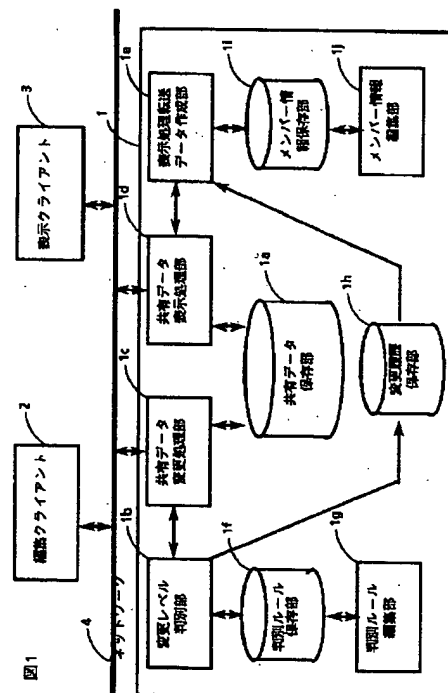 図1
編集クライアント
2
表示クライアント
3
4
ネットワーク
1
変更レベル
判別部
1b
共有データ
変更処理部
1c
共有データ
表示処理部
1d
表示処理転送
データ作成部
1e
判別ルール
保存部
1f
共有データ
保存部
1a
メンバー情
報保存部
1i
判別ルール
編集部
1g
変更履歴
保存部
1h
メンバー情報
編集部
1j